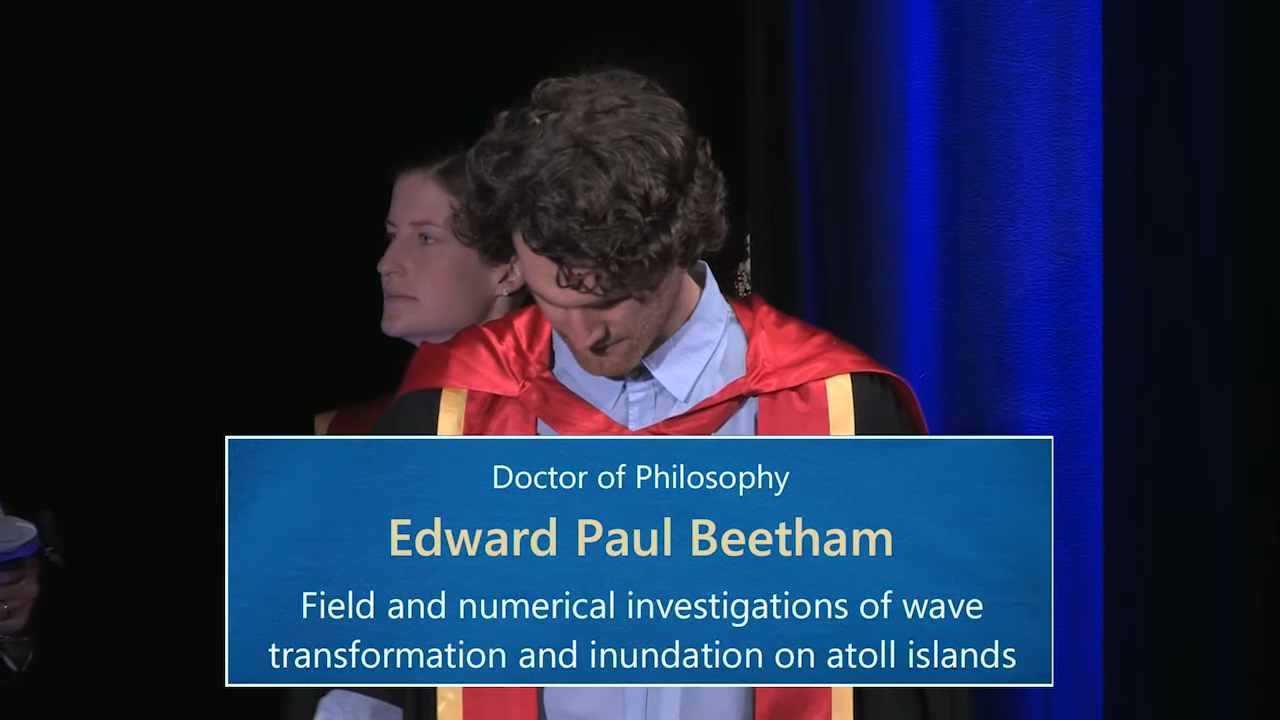 Doctor of Philosophy
Edward Paul Beetham
Field and numerical investigations of wave
transformation and inundation on atoll islands